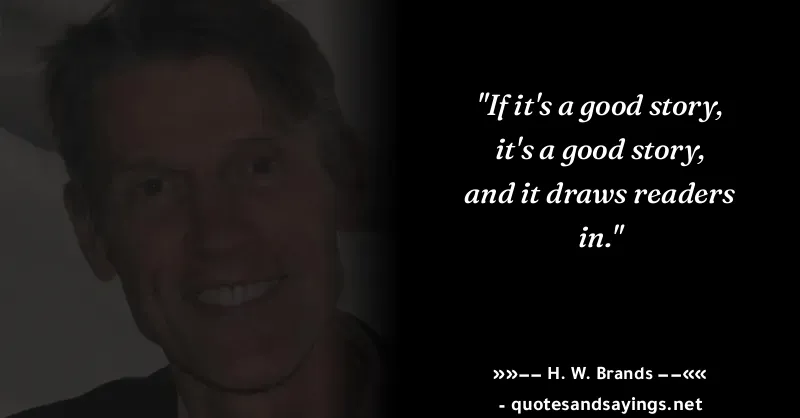 "If it's a good story,
it's a good story,
and it draws readers
in."
»»–– H. W. Brands ––««
- quotesandsayings.net